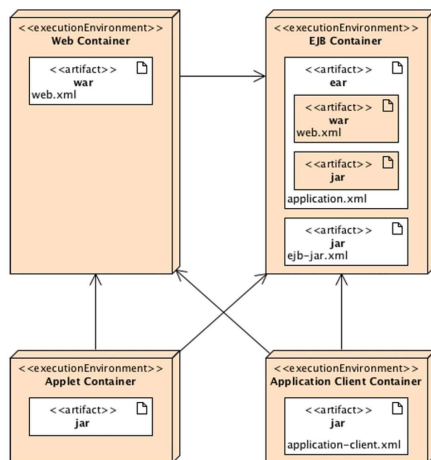 <<executionEnvironment>>
Web Container
<<artifact>>
war
web.xml
<<executionEnvironment>>
EJB Container
<<artifact>>
ear
<<artifact>>
war
web.xml
<<artifact>>
jar
application.xml
<<artifact>>
jar
ejb-jar.xml
<<executionEnvironment>>
Applet Container
<<artifact>>
jar
<<executionEnvironment>>
Application Client Container
<<artifact>>
jar
application-client.xml